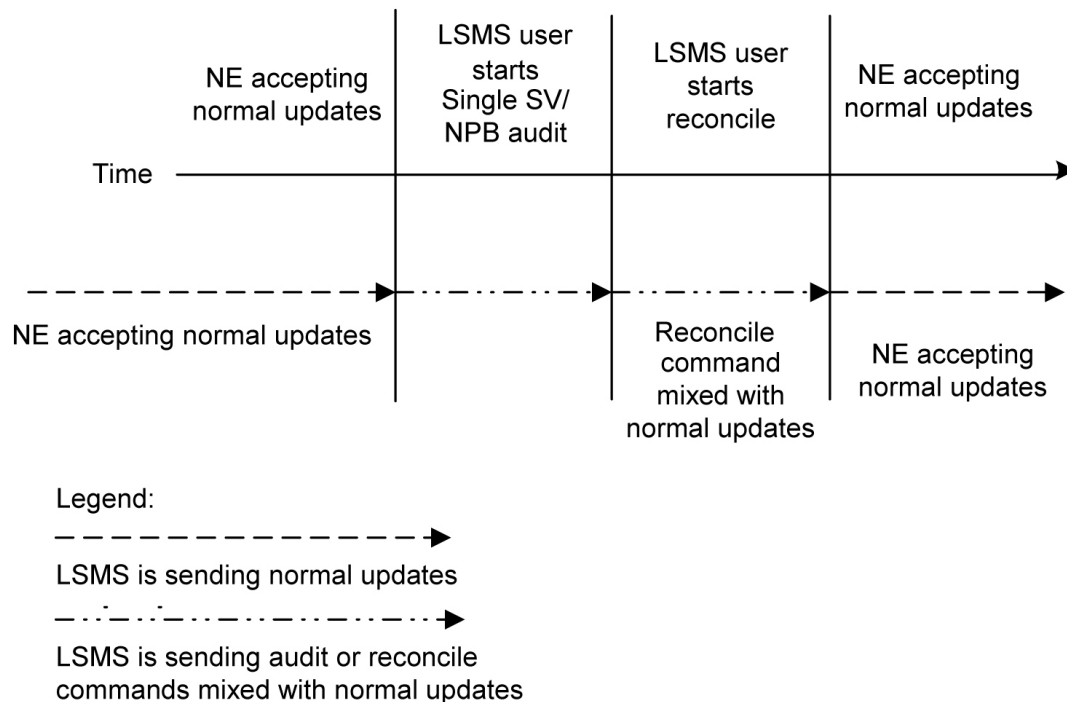 NE accepting
normal updates
LSMS user
starts
Single SV/
NPB audit
LSMS user
starts
reconcile
NE accepting
normal updates
Time
NE accepting normal updates
Reconcile
command
mixed with
normal updates
NE accepting
normal updates
Legend:
LSMS is sending normal updates
LSMS is sending audit or reconcile
commands mixed with normal updates